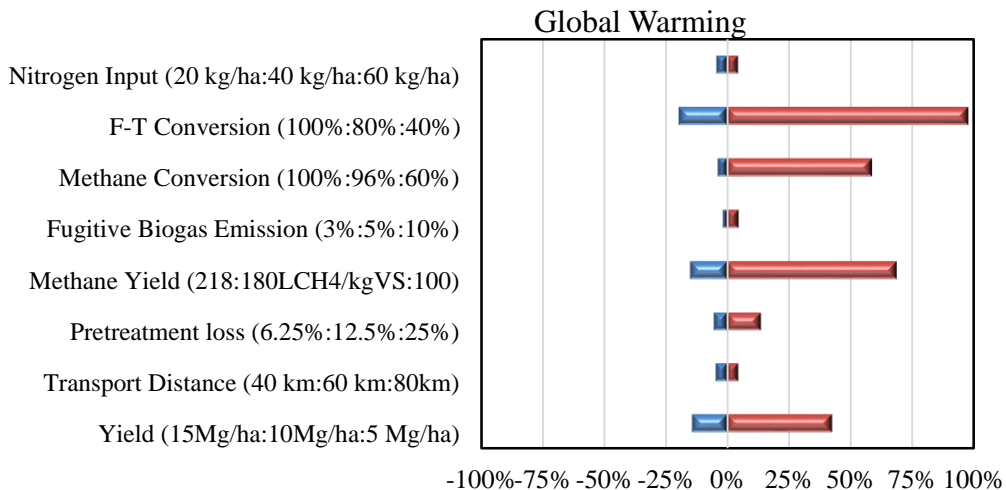 Global Warming
Nitrogen Input (20 kg/ha:40 kg/ha:60 kg/ha)
F-T Conversion (100%:80%:40%)
Methane Conversion (100%:96%:60%)
Fugitive Biogas Emission (3%:5%:10%)
Methane Yield (218:180LCH4/kgVS:100)
Pretreatment loss (6.25%:12.5%:25%)
Transport Distance (40 km:60 km:80km)
Yield (15Mg/ha:10Mg/ha:5 Mg/ha)
-100% -75% -50% -25% 0% 25% 50% 75% 100%